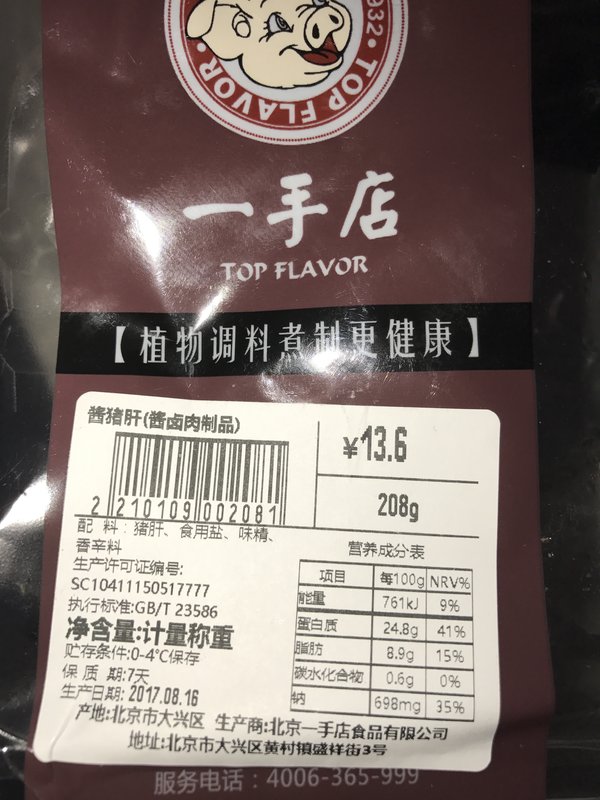 1932 · TOP FLAVOR ·
一手店
TOP FLAVOR
【植物调料煮制更健康】
酱猪肝(酱卤肉制品)
¥13.6
2 210109 002081
208g
配 料:猪肝、食用盐、味精、
香辛料
生产许可证编号:
SC10411150517777
执行标准:GB/T 23586
净含量:计量称重
贮存条件:0-4℃保存
保 质 期:7天
生产日期: 2017.08.16
营养成分表
项目 每100g NRV%
能量 761kJ 9%
蛋白质 24.8g 41%
脂肪 8.9g 15%
碳水化合物 0.6g 0%
钠 698mg 35%
产地:北京市大兴区 生产商:北京一手店食品有限公司
地址:北京市大兴区黄村镇盛祥街3号
服务电话:4006-365-999